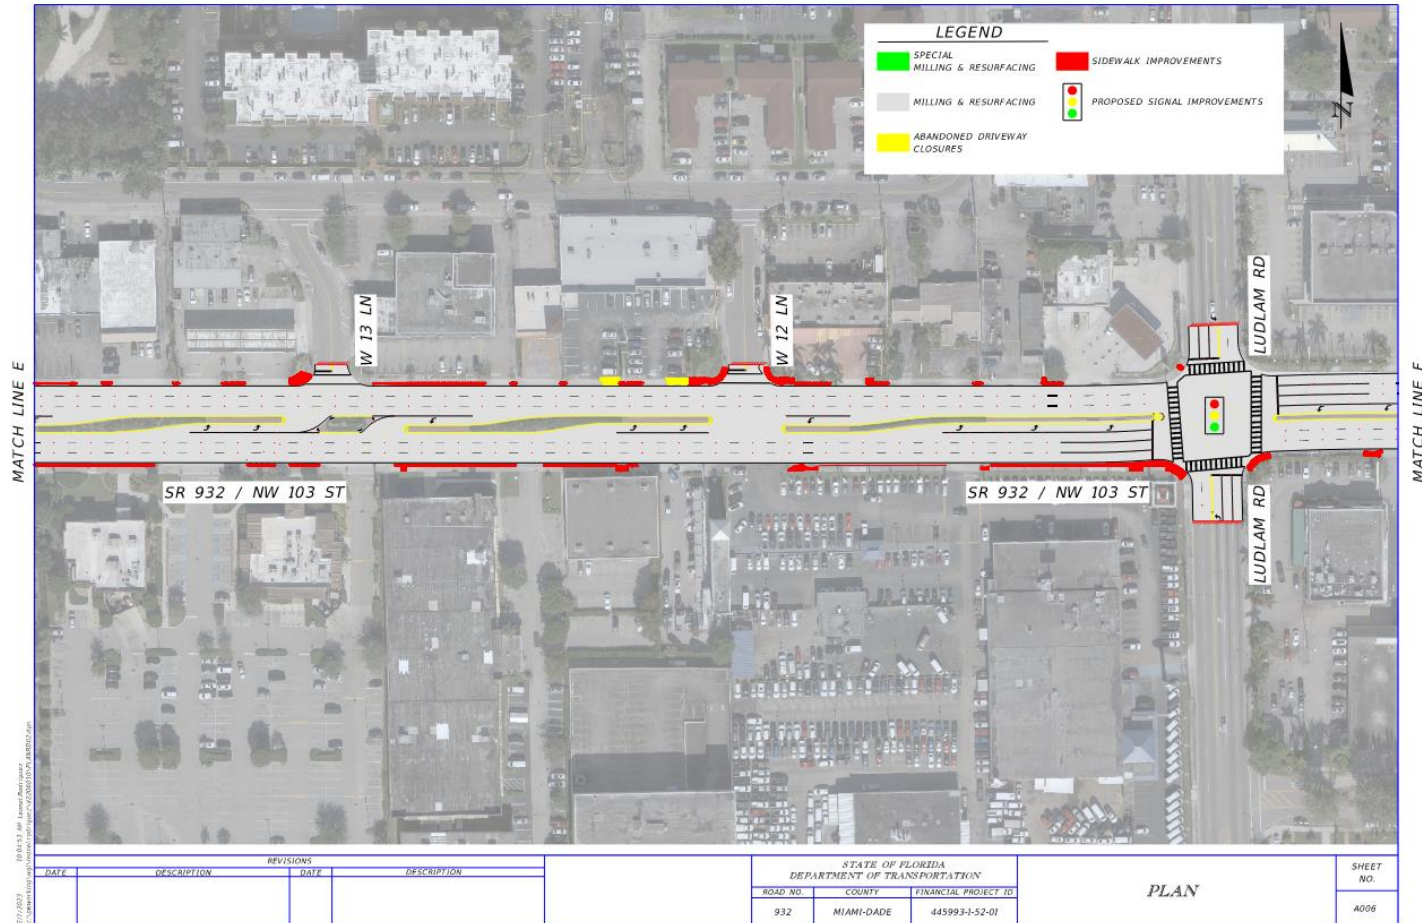 LEGEND
SPECIAL
MILLING & RESURFACING
SIDEWALK IMPROVEMENTS
MILLING & RESURFACING
PROPOSED SIGNAL IMPROVEMENTS
ABANDONED DRIVEWAY
CLOSURES
N
LUDLAM RD
W 13 LN
W 12 LN
MATCH LINE E
MATCH LINE F
SR 932 / NW 103 ST
SR 932 / NW 103 ST
LUDLAM RD
REVISIONS
DATE
DESCRIPTION
DATE
DESCRIPTION
STATE OF FLORIDA
DEPARTMENT OF TRANSPORTATION
ROAD NO.
COUNTY
FINANCIAL PROJECT ID
932
MIAMI-DADE
445993-1-52-01
PLAN
SHEET
NO.
A006